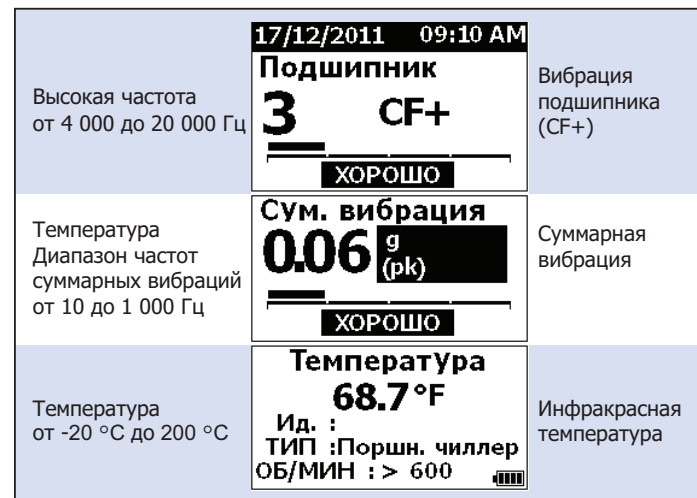 Высокая частота
от 4 000 до 20 000 Гц
17/12/2011 09:10 AM
Подшипник
3 CF+
ХОРОШО
Вибрация
подшипника
(CF+)
Температура
Диапазон частот
суммарных вибраций
от 10 до 1 000 Гц
Сум. вибрация
0.06 g
(pk)
ХОРОШО
Суммарная
вибрация
Температура
от -20 °C до 200 °C
Температура
68.7°F
Ид. :
ТИП :Поршн. чиллер
ОБ/МИН : > 600
Инфракрасная
температура